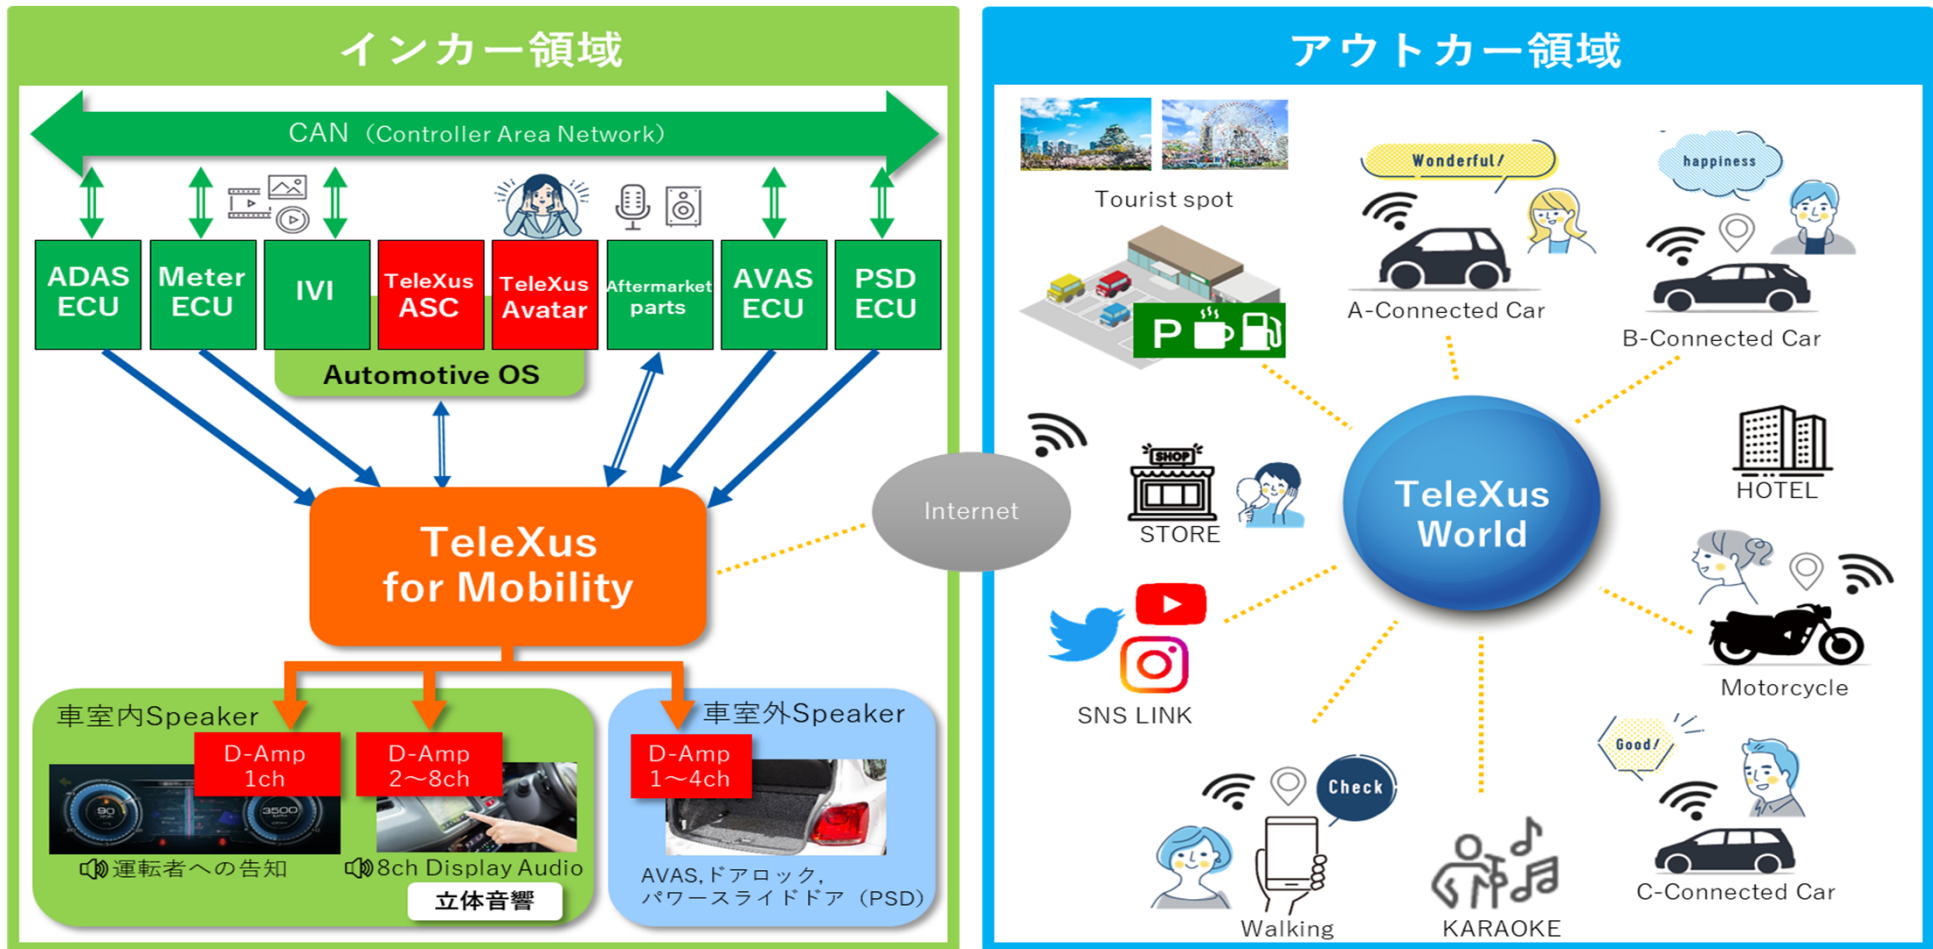 インカー領域
CAN（Controller Area Network）
ADAS
ECU
Meter
ECU
IVI
TeleXus
ASC
TeleXus
Avatar
Aftermarket
parts
AVAS
ECU
PSD
ECU
Automotive OS
TeleXus
for Mobility
Internet
車室内Speaker
D-Amp
1ch
D-Amp
2～8ch
90
3500
運転者への告知
8ch Display Audio
立体音響
車室外Speaker
D-Amp
1～4ch
AVAS,ドアロック,
パワースライドドア（PSD）
アウトカー領域
Tourist spot
Wonderful!
happiness
P
A-Connected Car
B-Connected Car
SHOP
STORE
TeleXus
World
HOTEL
SNS LINK
Motorcycle
Good!
Check
Walking
KARAOKE
C-Connected Car